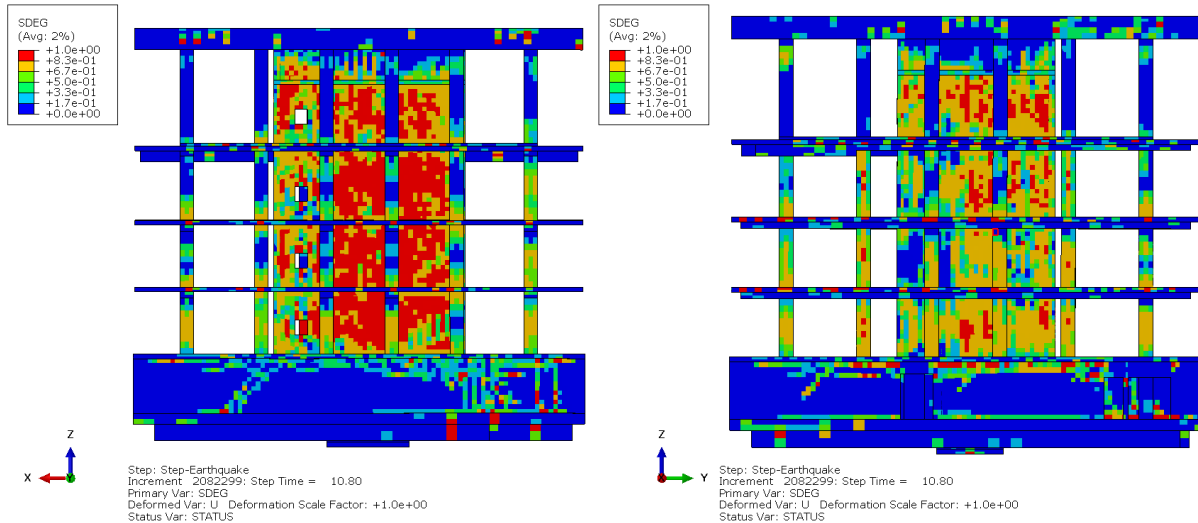 SDEG
(Avg: 2%)
+1.0e+00
+8.3e-01
+6.7e-01
+5.0e-01
+3.3e-01
+1.7e-01
+0.0e+00
Z
X
Y
Step: Step-Earthquake
Increment 2082299: Step Time = 10.80
Primary Var: SDEG
Deformed Var: U Deformation Scale Factor: +1.0e+00
Status Var: STATUS
SDEG
(Avg: 2%)
+1.0e+00
+8.3e-01
+6.7e-01
+5.0e-01
+3.3e-01
+1.7e-01
+0.0e+00
Z
X
Y
Step: Step-Earthquake
Increment 2082299: Step Time = 10.80
Primary Var: SDEG
Deformed Var: U Deformation Scale Factor: +1.0e+00
Status Var: STATUS